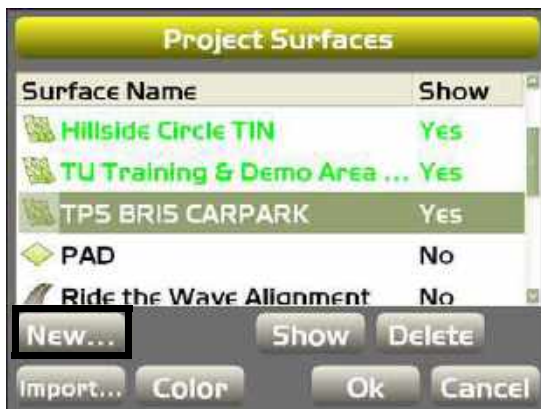 Project Surfaces
Surface Name Show
Hillside Circle TIN Yes
TU Training & Demo Area ... Yes
TPS BRIS CARPARK Yes
PAD No
Ride the Wave Alignment No
New... Show Delete
Import... Color Ok Cancel